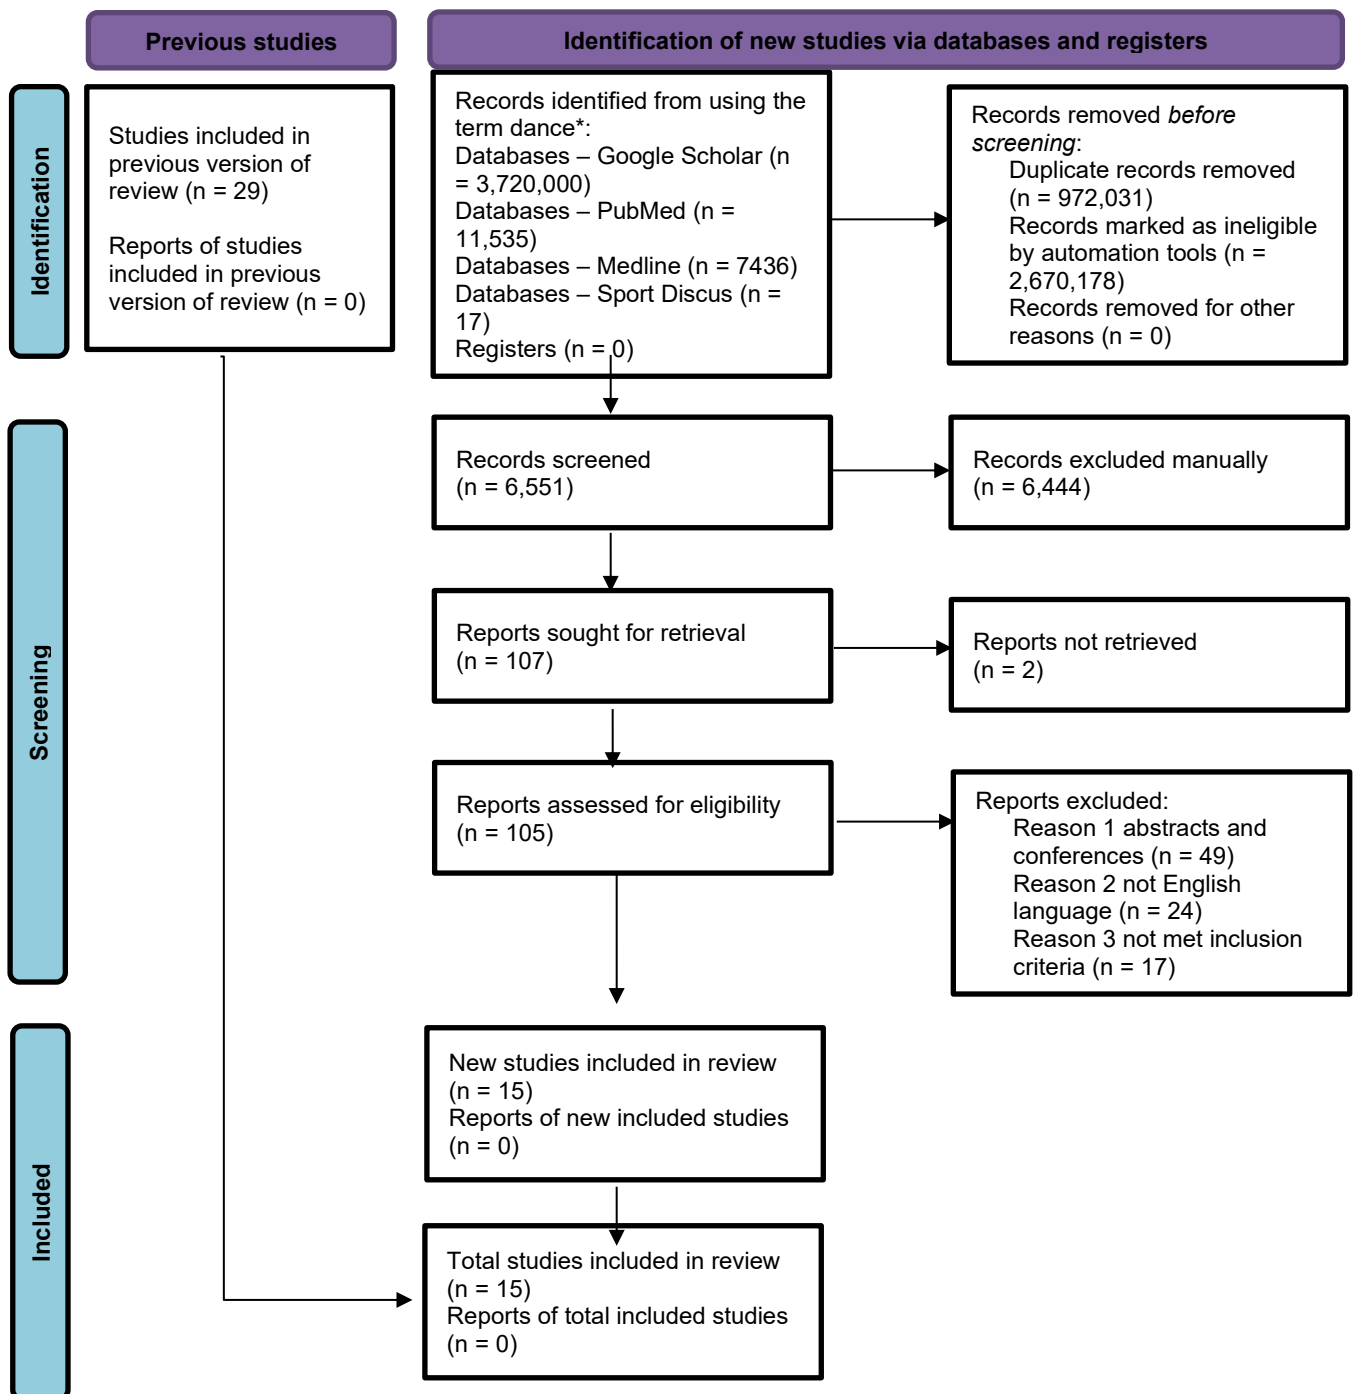 Previous studies
Identification of new studies via databases and registers
Identification
Studies included in
previous version of
review (n = 29)
Reports of studies
included in previous
version of review (n = 0)
Records identified from using the
term dance*:
Databases – Google Scholar (n
= 3,720,000)
Databases – PubMed (n =
11,535)
Databases – Medline (n = 7436)
Databases – Sport Discus (n =
17)
Registers (n = 0)
Records removed before
screening:
Duplicate records removed
(n = 972,031)
Records marked as ineligible
by automation tools (n =
2,670,178)
Records removed for other
reasons (n = 0)
Screening
Records screened
(n = 6,551)
Records excluded manually
(n = 6,444)
Reports sought for retrieval
(n = 107)
Reports not retrieved
(n = 2)
Reports assessed for eligibility
(n = 105)
Reports excluded:
Reason 1 abstracts and
conferences (n = 49)
Reason 2 not English
language (n = 24)
Reason 3 not met inclusion
criteria (n = 17)
Included
New studies included in review
(n = 15)
Reports of new included studies
(n = 0)
Total studies included in review
(n = 15)
Reports of total included studies
(n = 0)